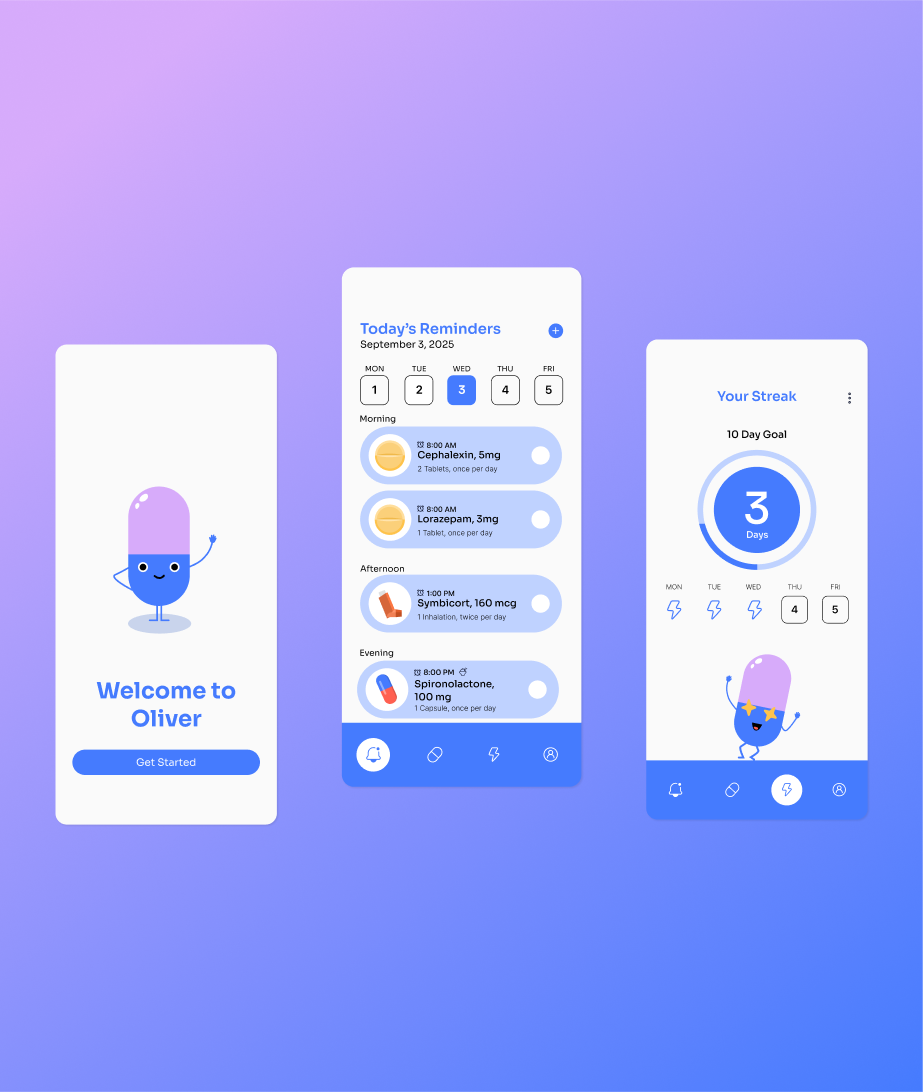 Welcome to
Oliver
Get Started
Today's Reminders
September 3, 2025
MON TUE WED THU FRI
1 2 3 4 5
Morning
8:00 AM
Cephalexin, 5mg
2 Tablets, once per day
8:00 AM
Lorazepam, 3mg
1 Tablet, once per day
Afternoon
1:00 PM
Symbicort, 160 mcg
1 Inhalation, twice per day
Evening
8:00 PM
Spironolactone,
100 mg
1 Capsule, once per day
Your Streak
10 Day Goal
3
Days
MON TUE WED THU FRI
4 5